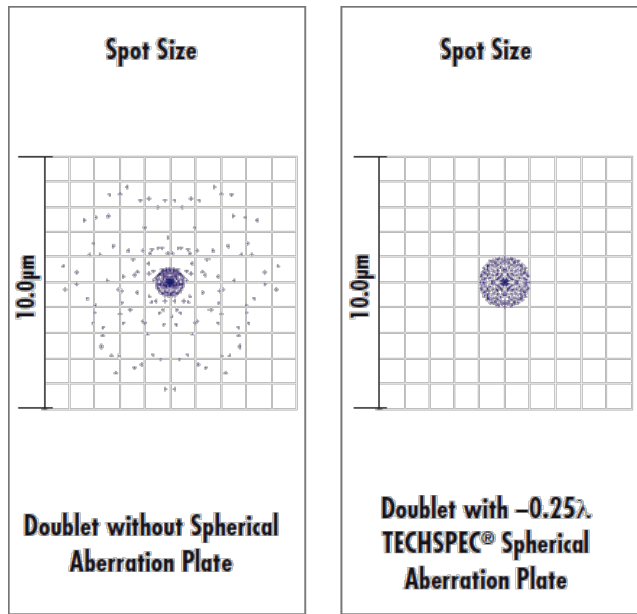 Spot Size
10.0µm
Doublet without Spherical
Aberration Plate
Spot Size
10.0µm
Doublet with –0.25λ
TECHSPEC® Spherical
Aberration Plate